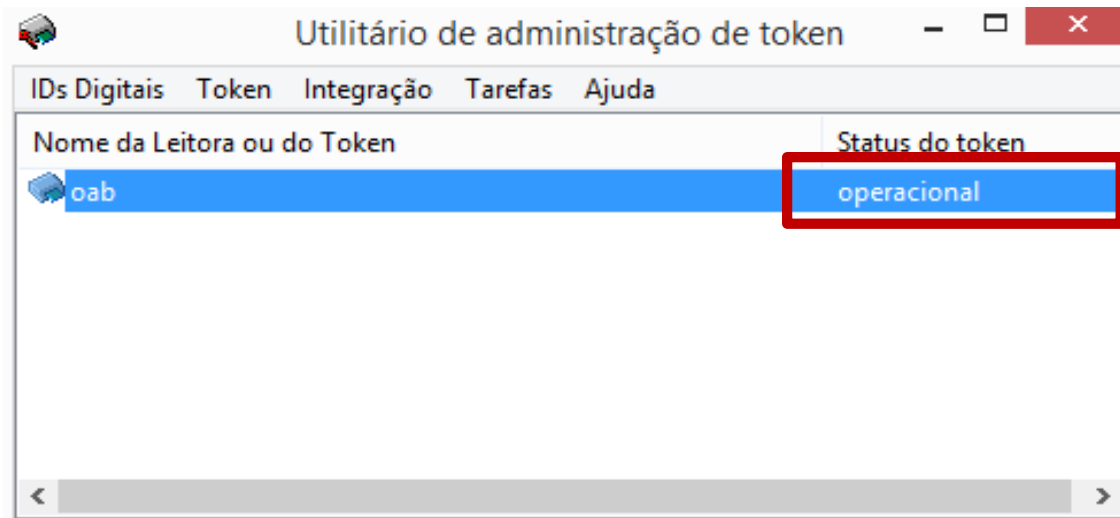 Utilitário de administração de token
IDs Digitais Token Integração Tarefas Ajuda
Nome da Leitora ou do Token Status do token
oab operacional